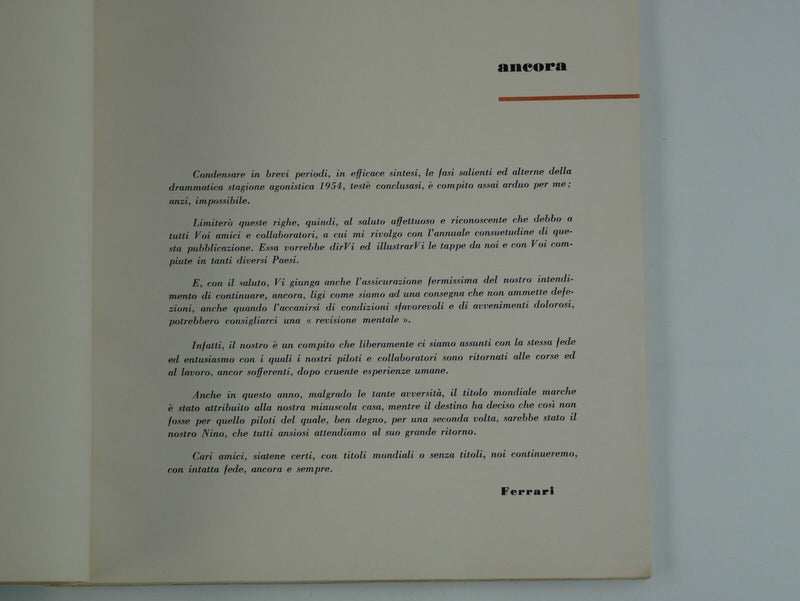 ancora
Condensare in brevi periodi, in efficace sintesi, le fasi salienti ed alterne della
drammatica stagione agonistica 1954, testè conclusasi, è compito assai arduo per me;
anzi, impossibile.
Limiterò queste righe, quindi, al saluto affettuoso e riconoscente che debbo a
tutti Voi amici e collaboratori, a cui mi rivolgo con l'annuale consuetudine di que-
sta pubblicazione. Essa vorrebbe dirVi ed illustrarVi le tappe da noi e con Voi com-
piute in tanti diversi Paesi.
E, con il saluto, Vi giunga anche l'assicurazione fermissima del nostro intendi-
mento di continuare, ancora, ligi come siamo ad una consegna che non ammette defe-
zioni, anche quando l'accanirsi di condizioni sfavorevoli e di avvenimenti dolorosi,
potrebbero consigliarci una « revisione mentale ».
Infatti, il nostro è un compito che liberamente ci siamo assunti con la stessa fede
ed entusiasmo con i quali i nostri piloti e collaboratori sono ritornati alle corse ed
al lavoro, ancor sofferenti, dopo cruente esperienze umane.
Anche in questo anno, malgrado le tante avversità, il titolo mondiale marche
è stato attribuito alla nostra minuscola casa, mentre il destino ha deciso che così non
fosse per quello piloti del quale, ben degno, per una seconda volta, sarebbe stato il
nostro Nino, che tutti ansiosi attendiamo al suo grande ritorno.
Cari amici, siatene certi, con titoli mondiali o senza titoli, noi continueremo,
con intatta fede, ancora e sempre.
Ferrari